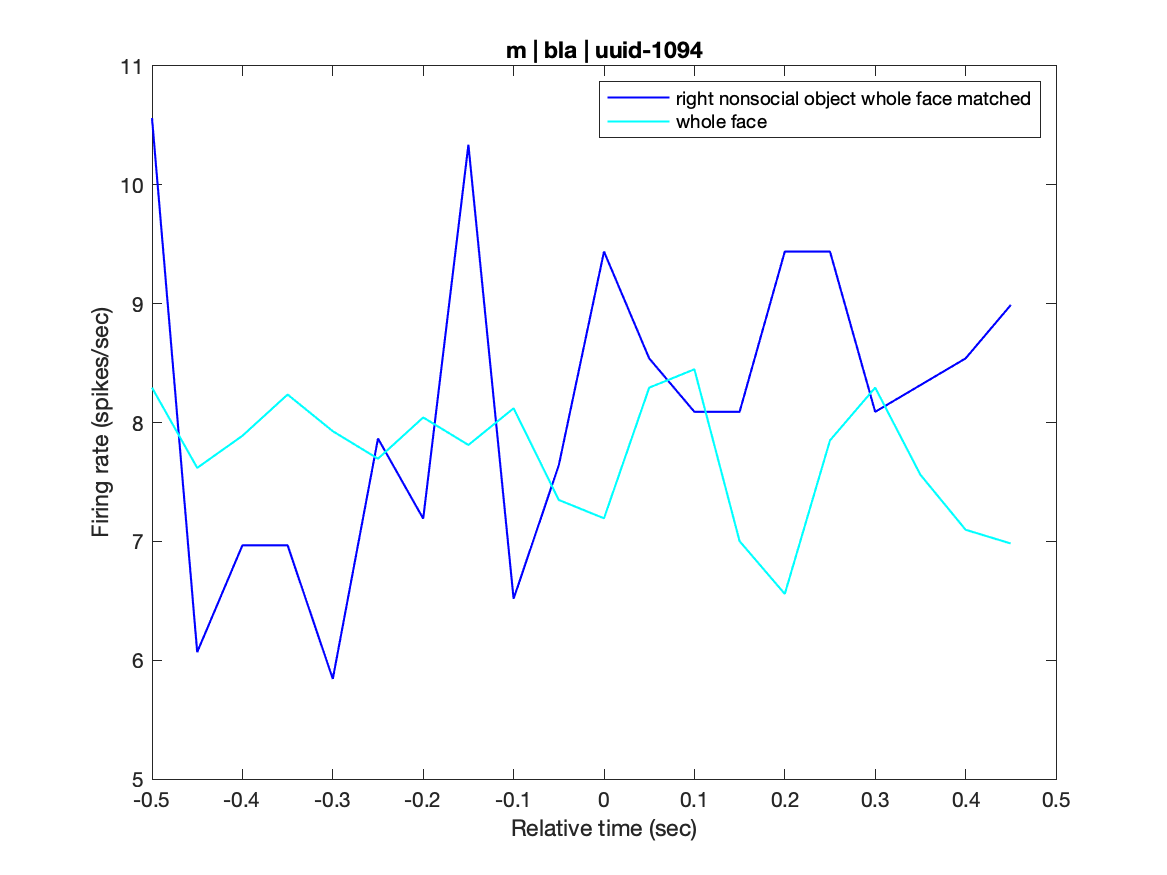 m | bla | uuid-1094
right nonsocial object whole face matched
whole face
11
10
9
8
7
6
5
Firing rate (spikes/sec)
-0.5 -0.4 -0.3 -0.2 -0.1 0 0.1 0.2 0.3 0.4 0.5
Relative time (sec)